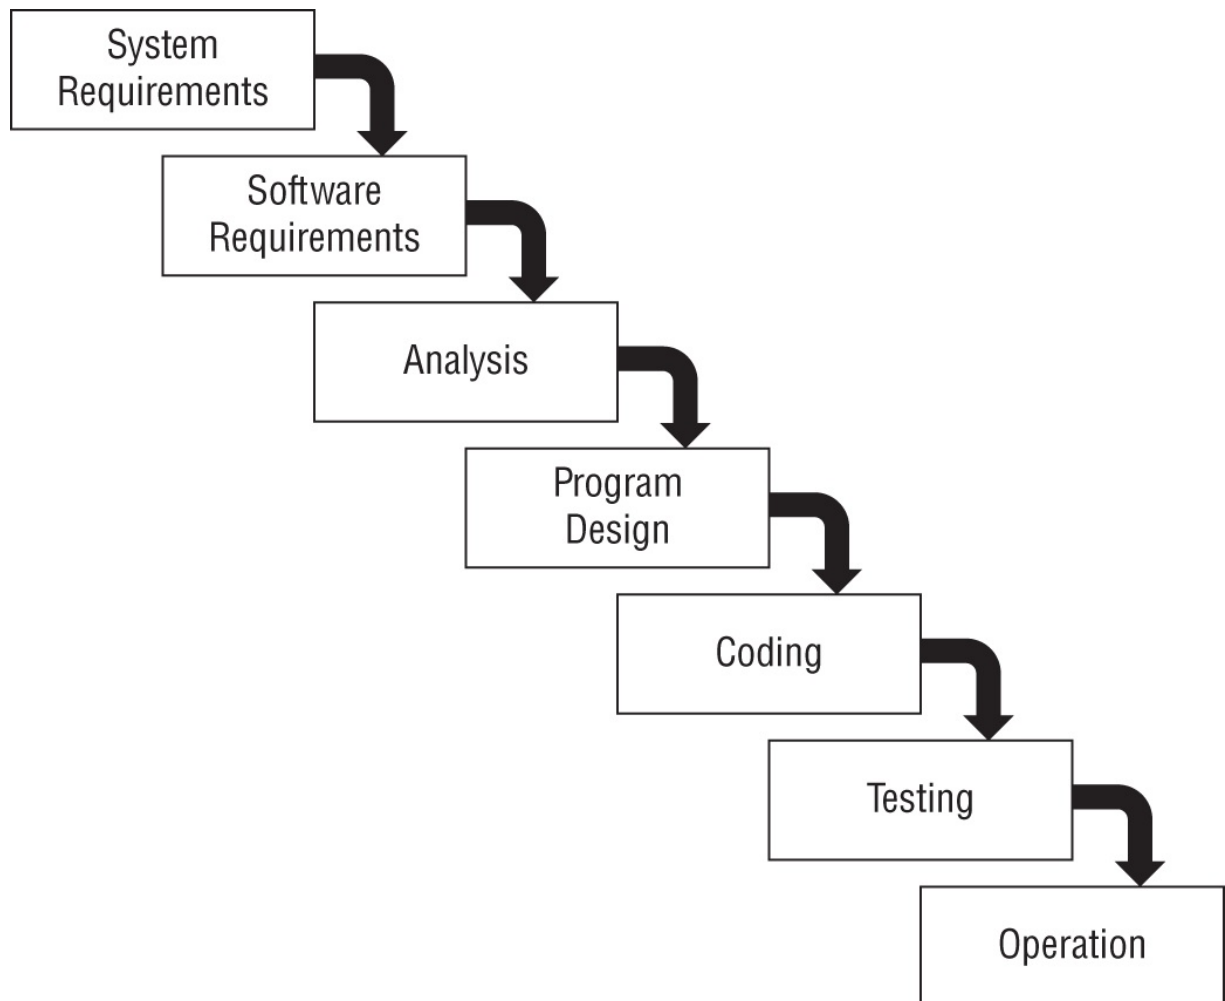 System
Requirements
Software
Requirements
Analysis
Program
Design
Coding
Testing
Operation